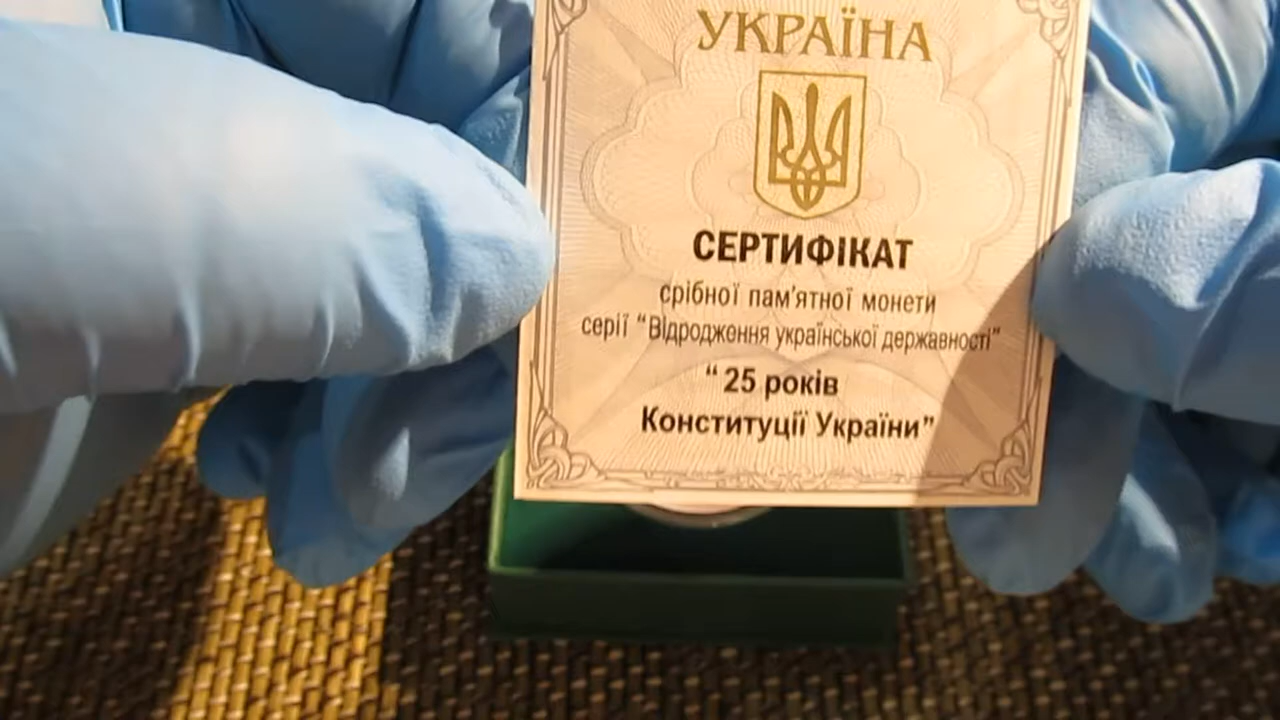 УКРАЇНА
СЕРТИФІКАТ
срібної пам'ятної монети
серії “Відродження української державності”
“ 25 років
Конституції України”